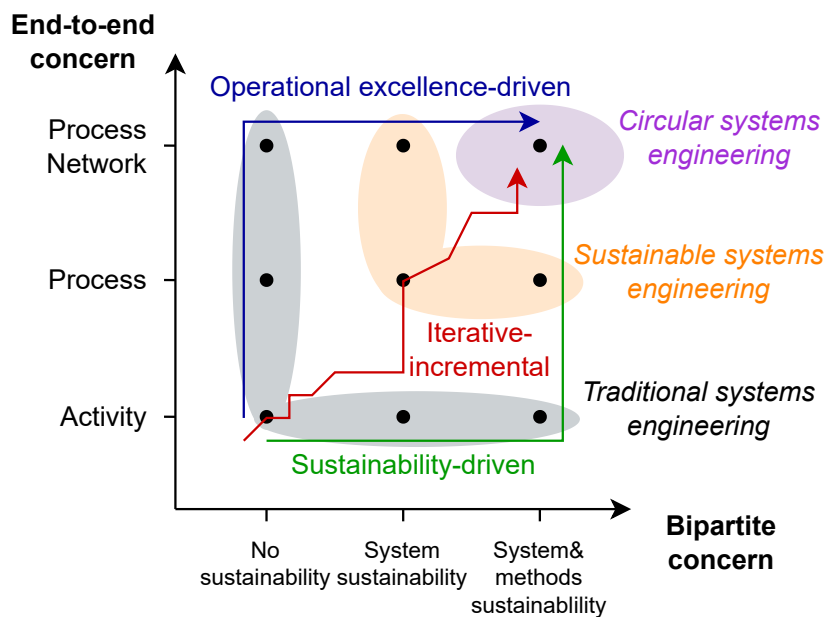 End-to-end
concern
Operational excellence-driven
Process
Network
Circular systems
engineering
Process
Sustainable systems
engineering
Iterative-
incremental
Activity
Traditional systems
engineering
Sustainability-driven
Bipartite
concern
No
sustainability
System
sustainability
System&
methods
sustainablility